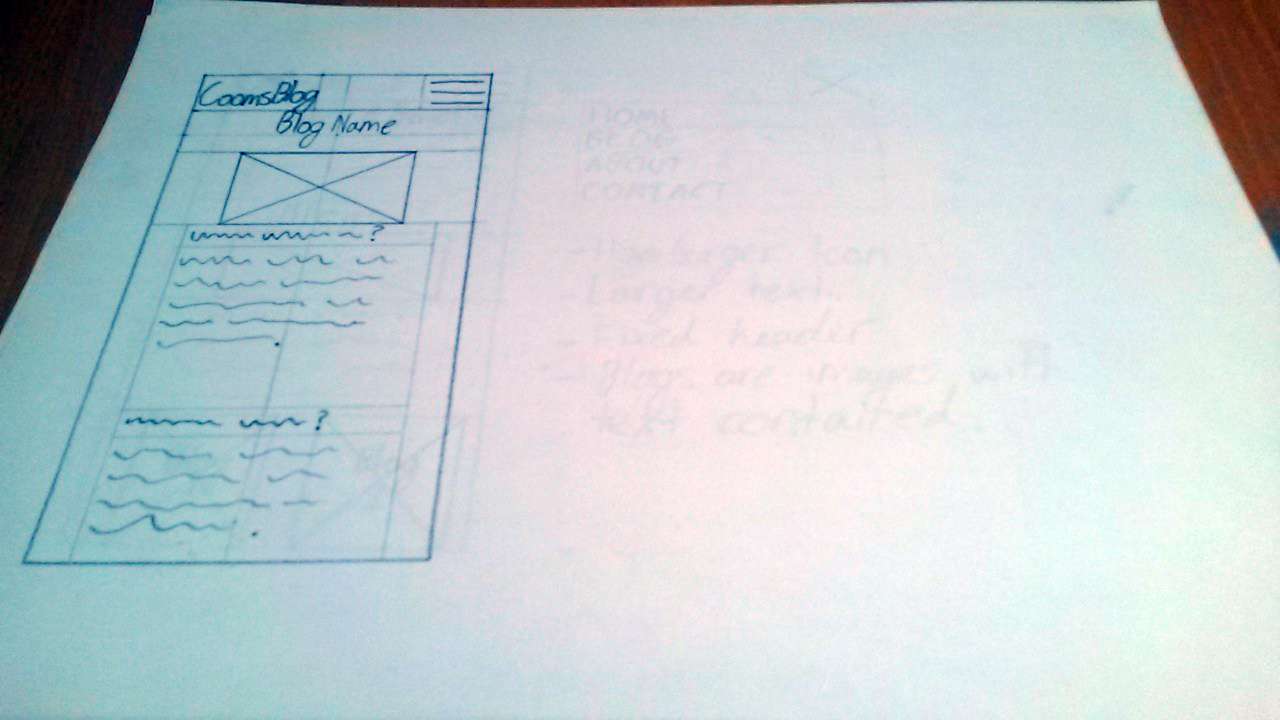 CoomsBlog
Blog Name
HOME
BLOG
ABOUT
CONTACT
- Hamburger icon
- Larger text.
- Fixed header
- Blogs are images with
text contained.